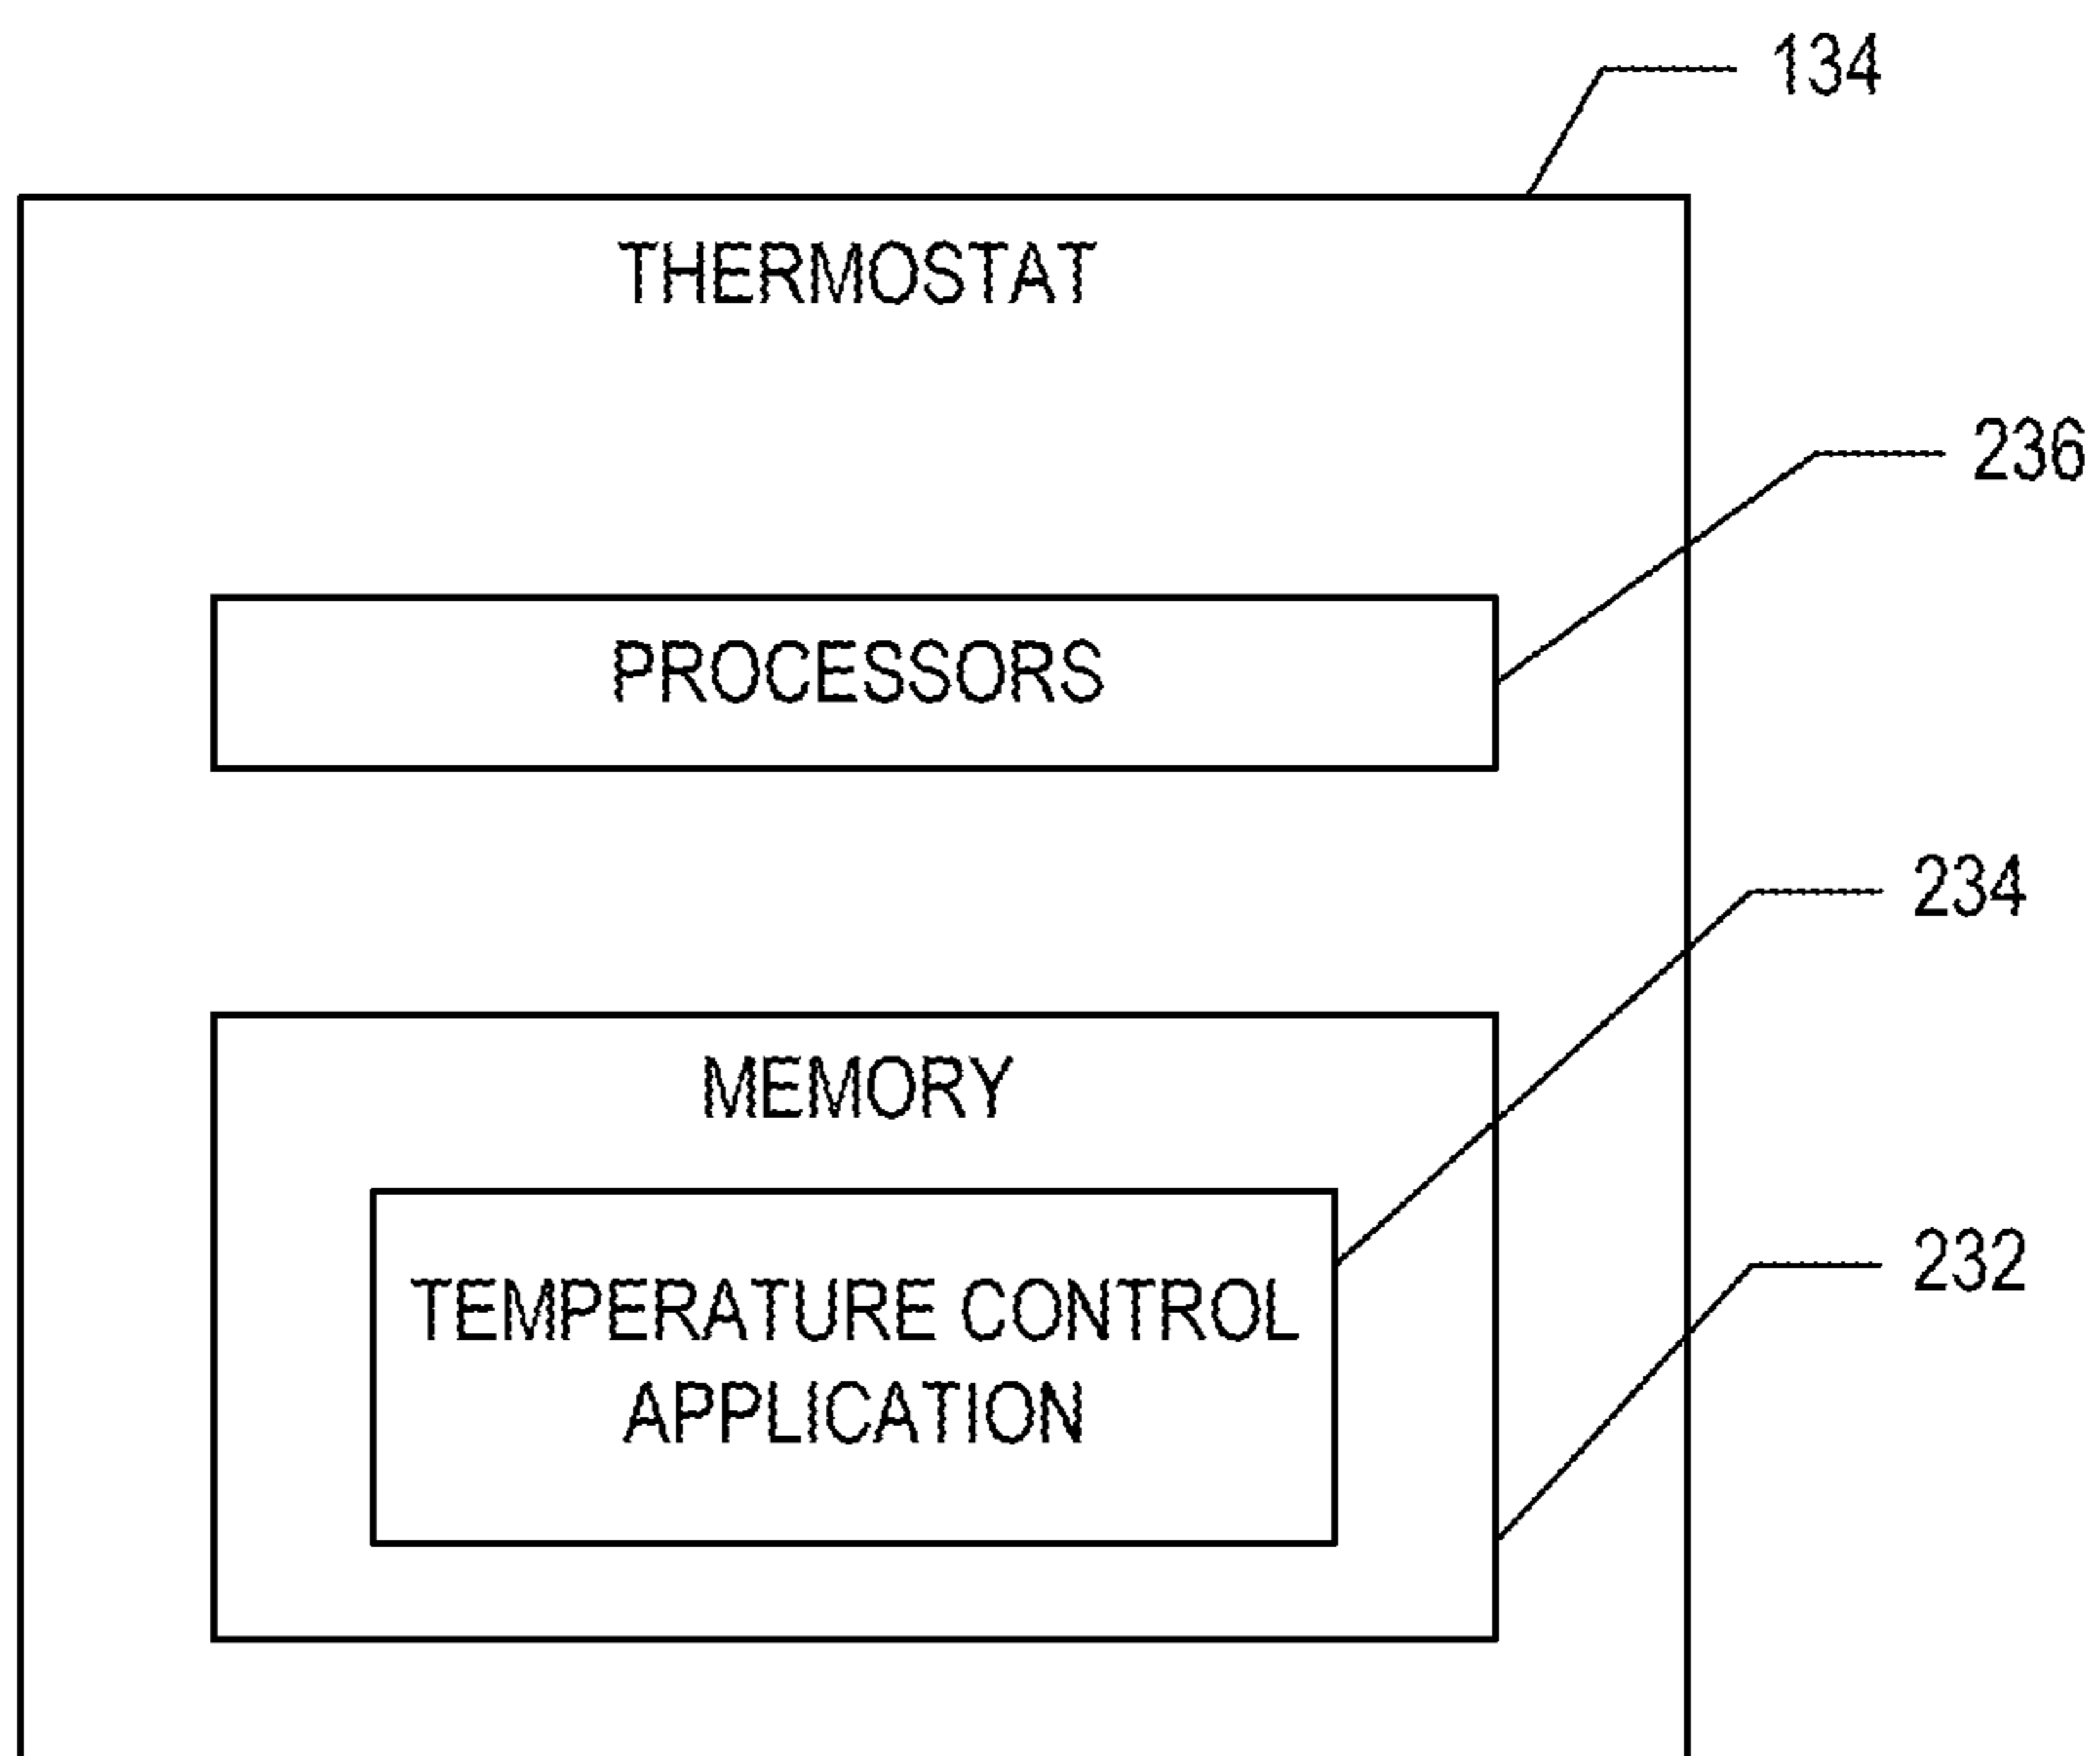 134
THERMOSTAT
236
PROCESSORS
234
MEMORY
232
TEMPERATURE CONTROL
APPLICATION